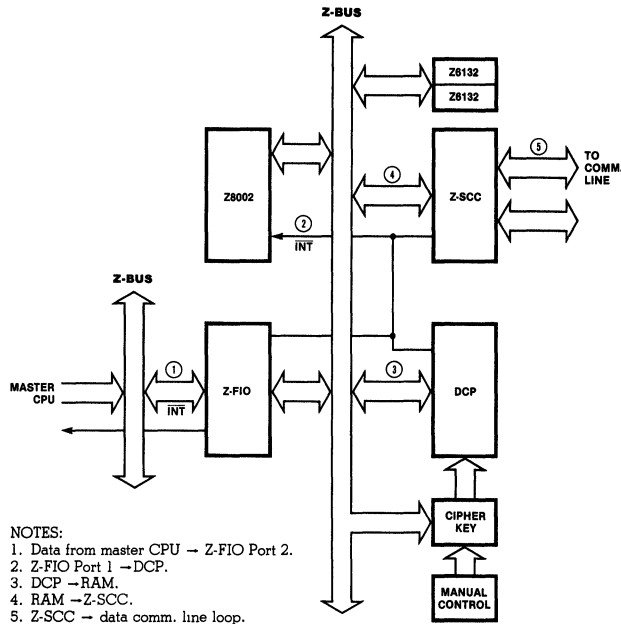 Z-BUS
Z6132
Z6132
Z8002
②
INT
④
Z-SCC
⑤
TO
COMM.
LINE
Z-BUS
MASTER
CPU
①
INT
Z-FIO
③
DCP
CIPHER
KEY
MANUAL
CONTROL
NOTES:
1. Data from master CPU → Z-FIO Port 2.
2. Z-FIO Port 1 → DCP.
3. DCP → RAM.
4. RAM → Z-SCC.
5. Z-SCC → data comm. line loop.